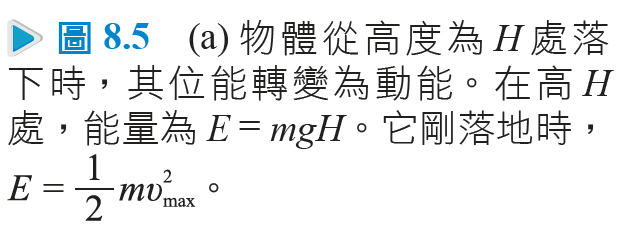 圖 8.5 (a) 物體從高度為 H 處落
下時，其位能轉變為動能。在高 H
處，能量為 E = mgH。它剛落地時，
E = 1/2 mυ²max 。